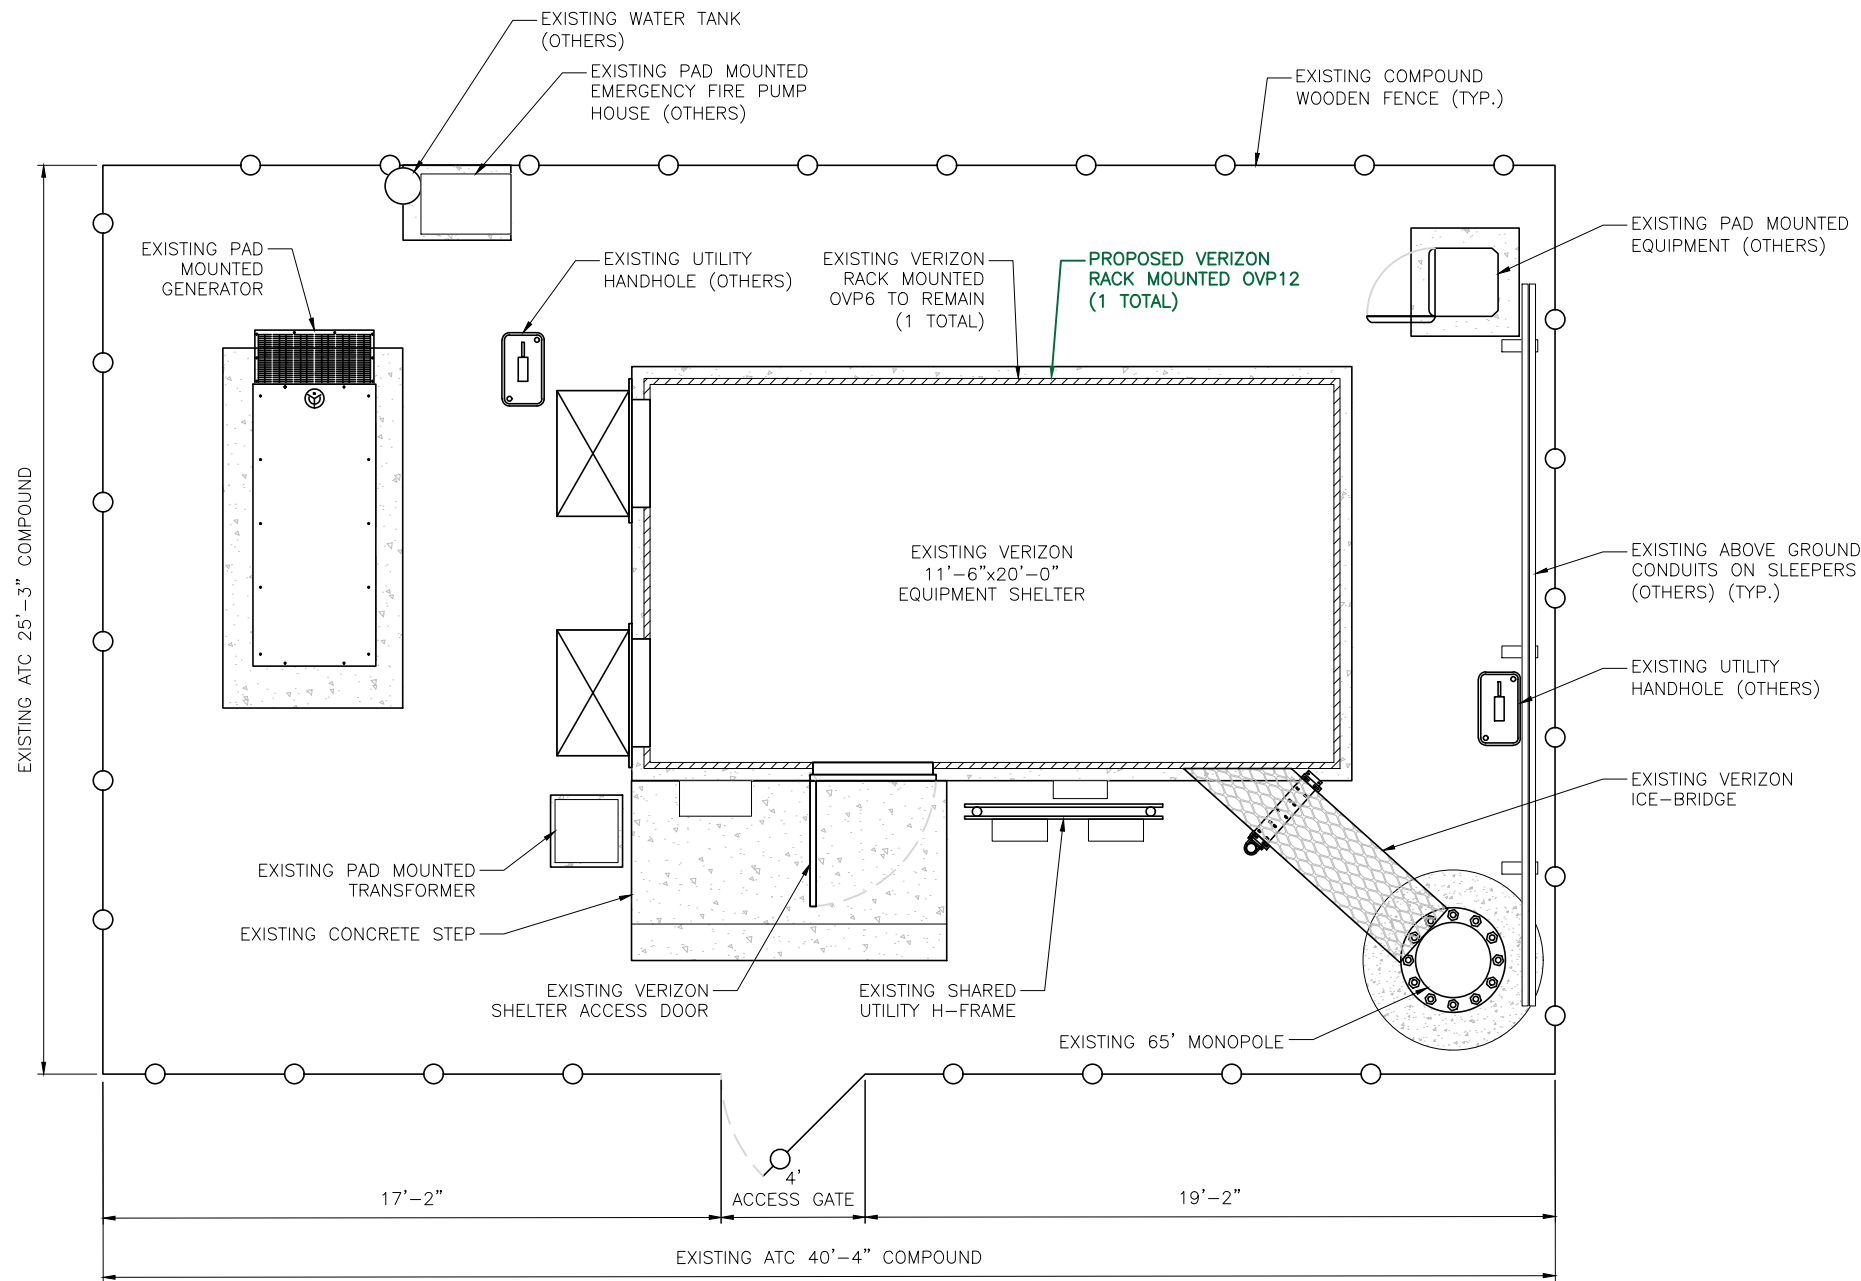 EXISTING WATER TANK
(OTHERS)
EXISTING PAD MOUNTED
EMERGENCY FIRE PUMP
HOUSE (OTHERS)
EXISTING COMPOUND
WOODEN FENCE (TYP.)
EXISTING PAD
MOUNTED
GENERATOR
EXISTING UTILITY
HANDHOLE (OTHERS)
EXISTING VERIZON
RACK MOUNTED
OVP6 TO REMAIN
(1 TOTAL)
PROPOSED VERIZON
RACK MOUNTED OVP12
(1 TOTAL)
EXISTING PAD MOUNTED
EQUIPMENT (OTHERS)
EXISTING ATC 25'-3" COMPOUND
EXISTING VERIZON
11'-6"x20'-0"
EQUIPMENT SHELTER
EXISTING ABOVE GROUND
CONDUITS ON SLEEPERS
(OTHERS) (TYP.)
EXISTING UTILITY
HANDHOLE (OTHERS)
EXISTING VERIZON
ICE-BRIDGE
EXISTING PAD MOUNTED
TRANSFORMER
EXISTING CONCRETE STEP
EXISTING VERIZON
SHELTER ACCESS DOOR
EXISTING SHARED
UTILITY H-FRAME
EXISTING 65' MONOPOLE
17'-2"
4'
ACCESS GATE
19'-2"
EXISTING ATC 40'-4" COMPOUND